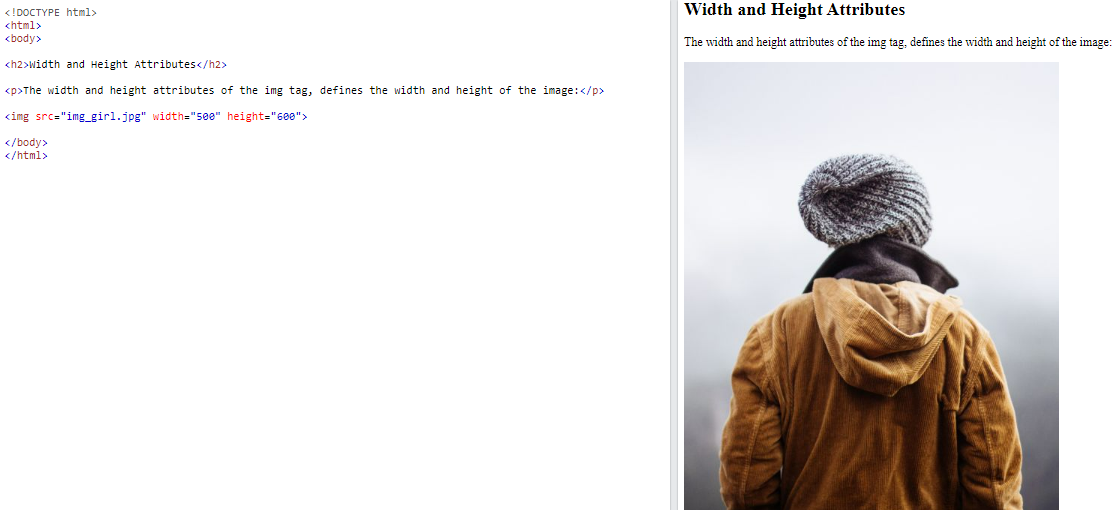 <!DOCTYPE html>
<html>
<body>
<h2>Width and Height Attributes</h2>
<p>The width and height attributes of the img tag, defines the width and height of the image:</p>
<img src="img_girl.jpg" width="500" height="600">
</body>
</html>
Width and Height Attributes
The width and height attributes of the img tag, defines the width and height of the image: